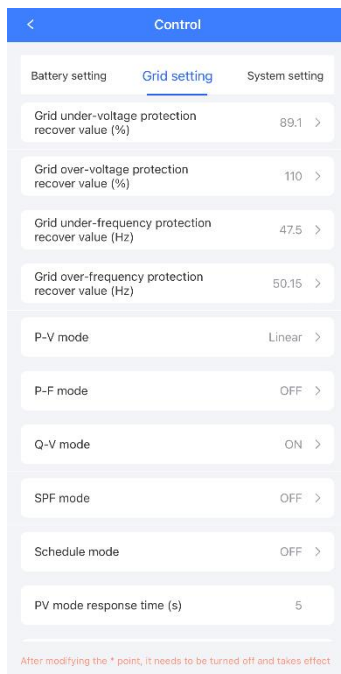 Control
Battery setting Grid setting System setting
Grid under-voltage protection
recover value (%) 89.1
Grid over-voltage protection
recover value (%) 110
Grid under-frequency protection
recover value (Hz) 47.5
Grid over-frequency protection
recover value (Hz) 50.15
P-V mode Linear
P-F mode OFF
Q-V mode ON
SPF mode OFF
Schedule mode OFF
PV mode response time (s) 5
After modifying the * point, it needs to be turned off and takes effect